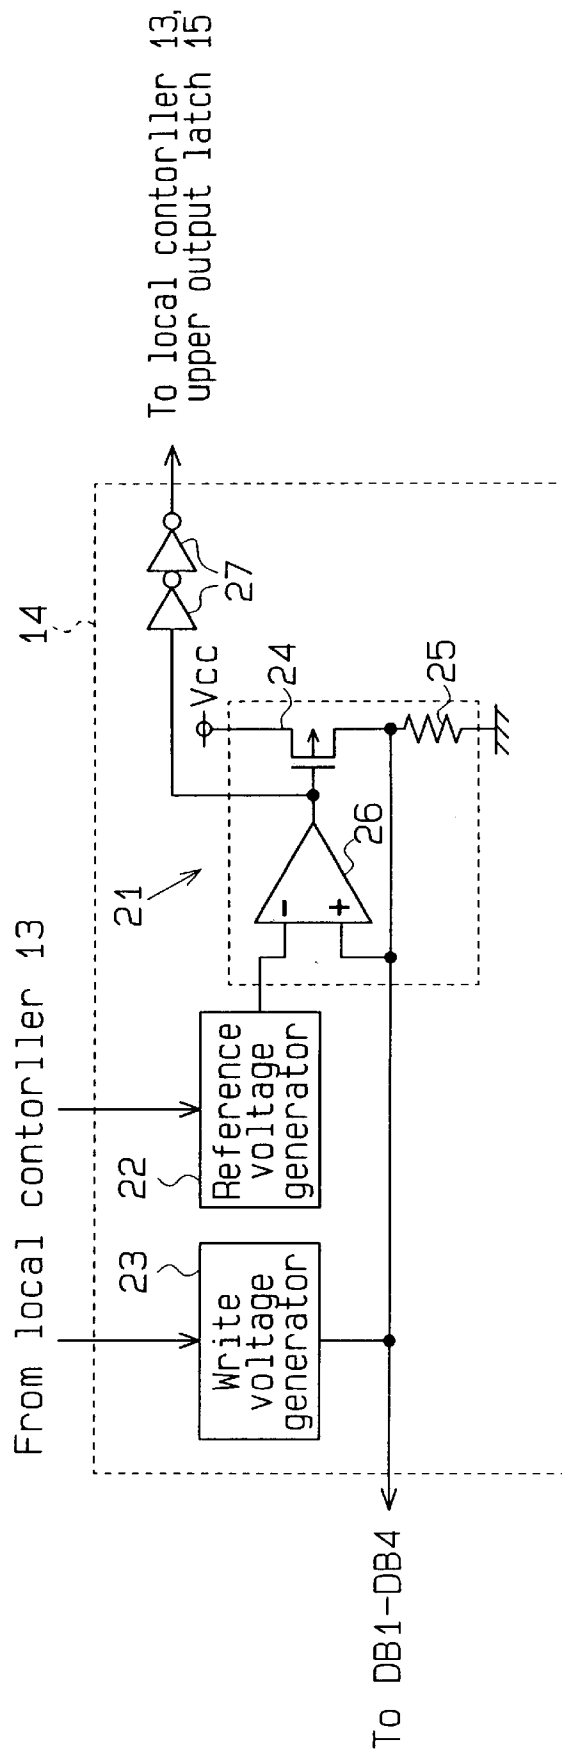 From local contorller 13
To local contorller 13,
upper output latch 15
14
27
Vcc
24
25
26
21
−
+
22
Reference
voltage
generator
23
Write
voltage
generator
To DB1-DB4